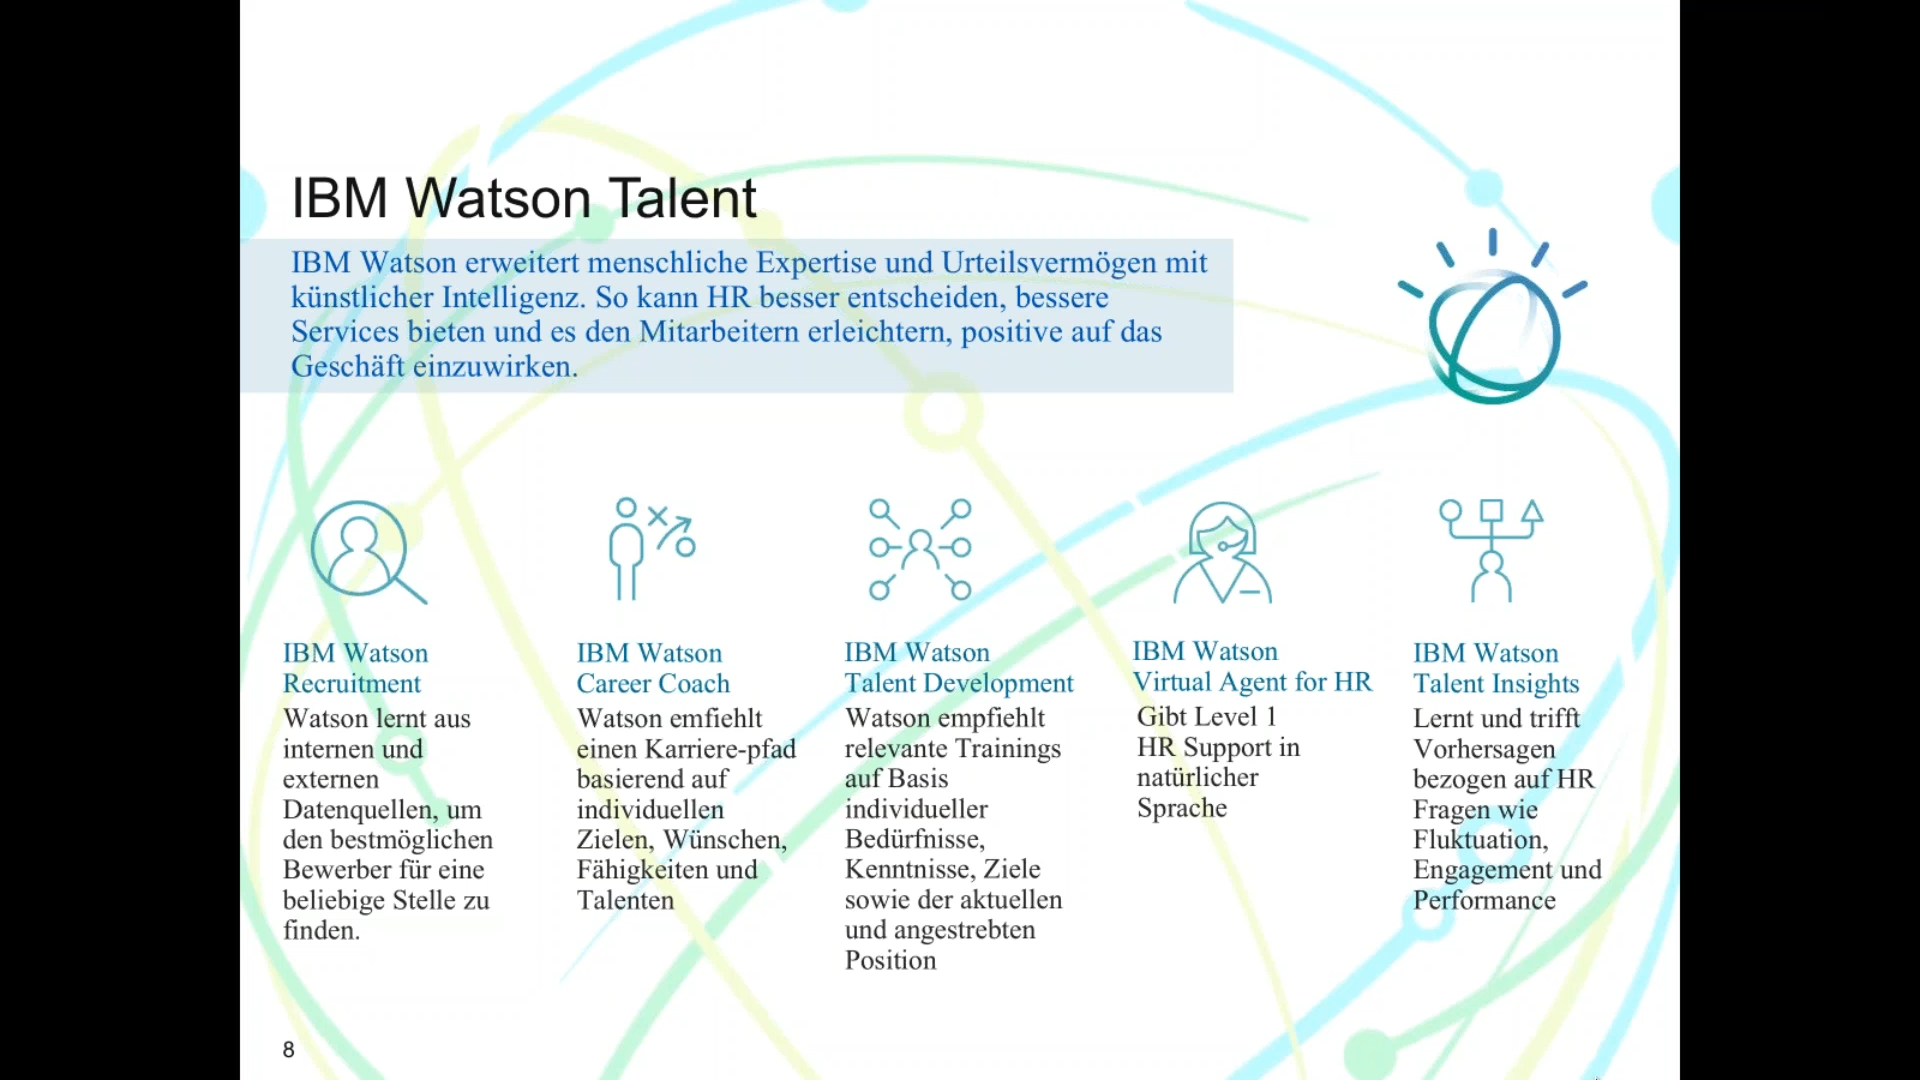 IBM Watson Talent
IBM Watson erweitert menschliche Expertise und Urteilsvermögen mit
künstlicher Intelligenz. So kann HR besser entscheiden, bessere
Services bieten und es den Mitarbeitern erleichtern, positive auf das
Geschäft einzuwirken.
IBM Watson
Recruitment
Watson lernt aus
internen und
externen
Datenquellen, um
den bestmöglichen
Bewerber für eine
beliebige Stelle zu
finden.
IBM Watson
Career Coach
Watson emfiehlt
einen Karriere-pfad
basierend auf
individuellen
Zielen, Wünschen,
Fähigkeiten und
Talenten
IBM Watson
Talent Development
Watson empfiehlt
relevante Trainings
auf Basis
individueller
Bedürfnisse,
Kenntnisse, Ziele
sowie der aktuellen
und angestrebten
Position
IBM Watson
Virtual Agent for HR
Gibt Level 1
HR Support in
natürlicher
Sprache
IBM Watson
Talent Insights
Lernt und trifft
Vorhersagen
bezogen auf HR
Fragen wie
Fluktuation,
Engagement und
Performance
8